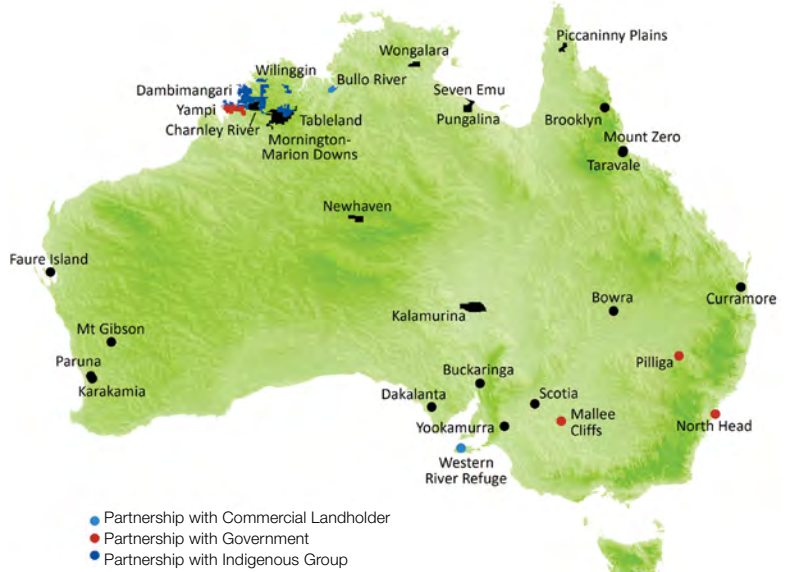 Piccaninny Plains
Wongalara
Wilinggin
Bullo River
Dambimangari
Seven Emu
Yampi
Tableland
Pungalina
Brooklyn
Charnley River
Mornington-
Marion Downs
Mount Zero
Taravale
Newhaven
Faure Island
Kalamurina
Bowra
Curramore
Mt Gibson
Paruna
Karakamia
Pilliga
Buckaringa
Dakalanta
Scotia
Mallee
Cliffs
North Head
Yookamurra
Western
River Refuge
Partnership with Commercial Landholder
Partnership with Government
Partnership with Indigenous Group